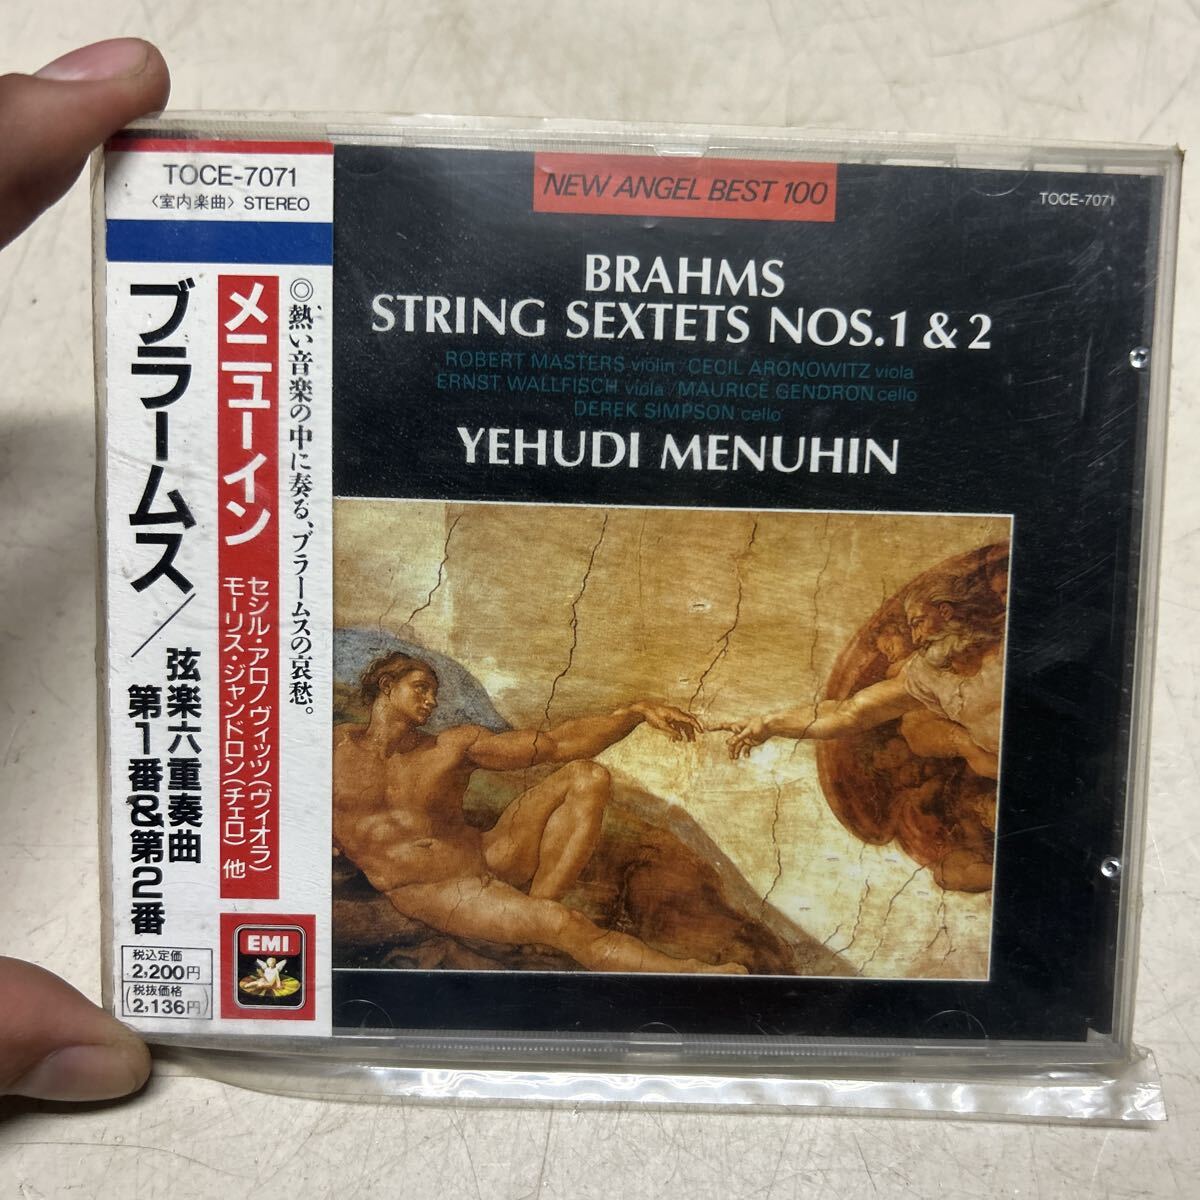 TOCE-7071
〈室内楽曲〉 STEREO
◎熱い音楽の中に奏る、ブラームスの哀愁。
メニューイン
セシル・アロノヴィッツ(ヴィオラ)
モーリス・ジャンドロン(チェロ) 他
ブラームス/
弦楽六重奏曲
第1番&第2番
税込定価
2,200円
(税抜価格
2,136円)
EMI
NEW ANGEL BEST 100
TOCE-7071
BRAHMS
STRING SEXTETS NOS.1 & 2
ROBERT MASTERS violin/CECIL ARONOWITZ viola
ERNST WALLFISCH viola/MAURICE GENDRON cello
DEREK SIMPSON cello
YEHUDI MENUHIN